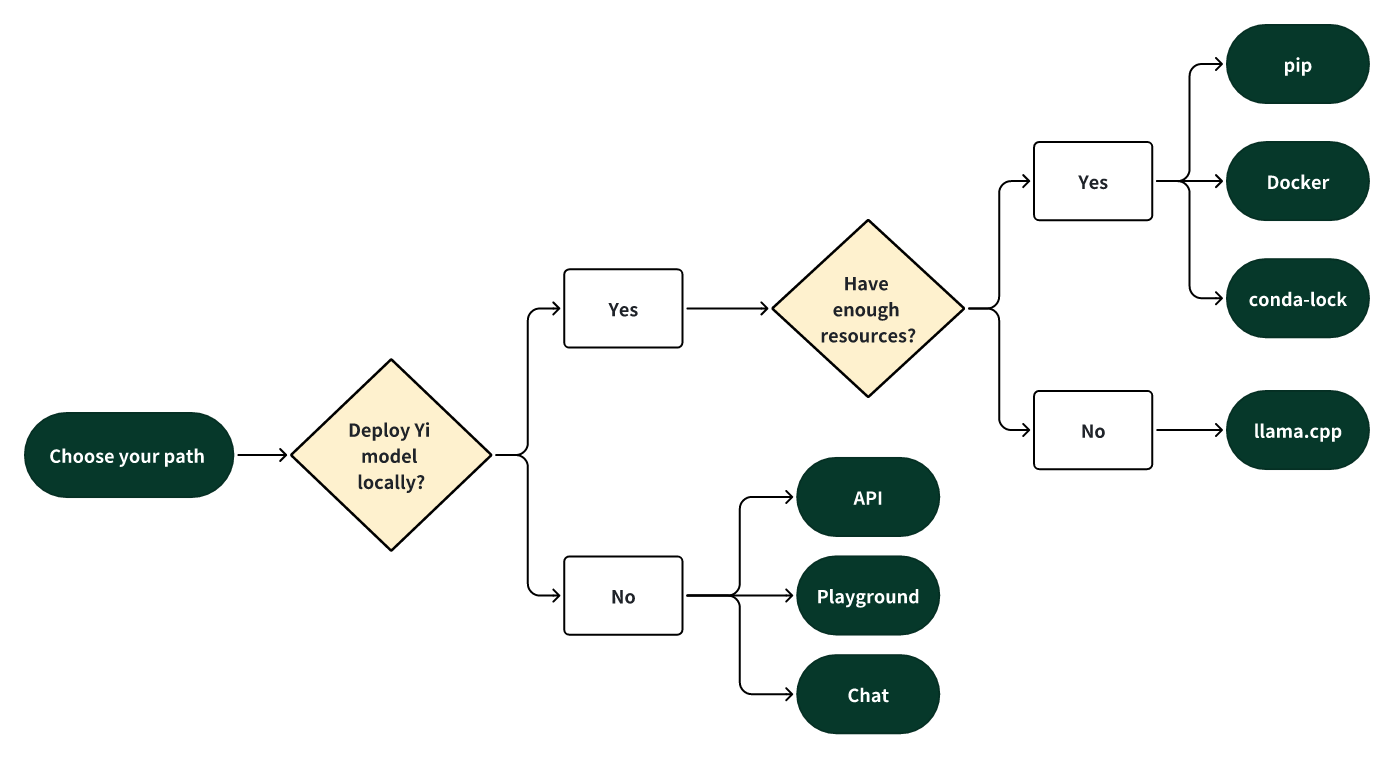 Choose your path
Deploy Yi
model
locally?
Yes
No
Have
enough
resources?
Yes
No
pip
Docker
conda-lock
llama.cpp
API
Playground
Chat